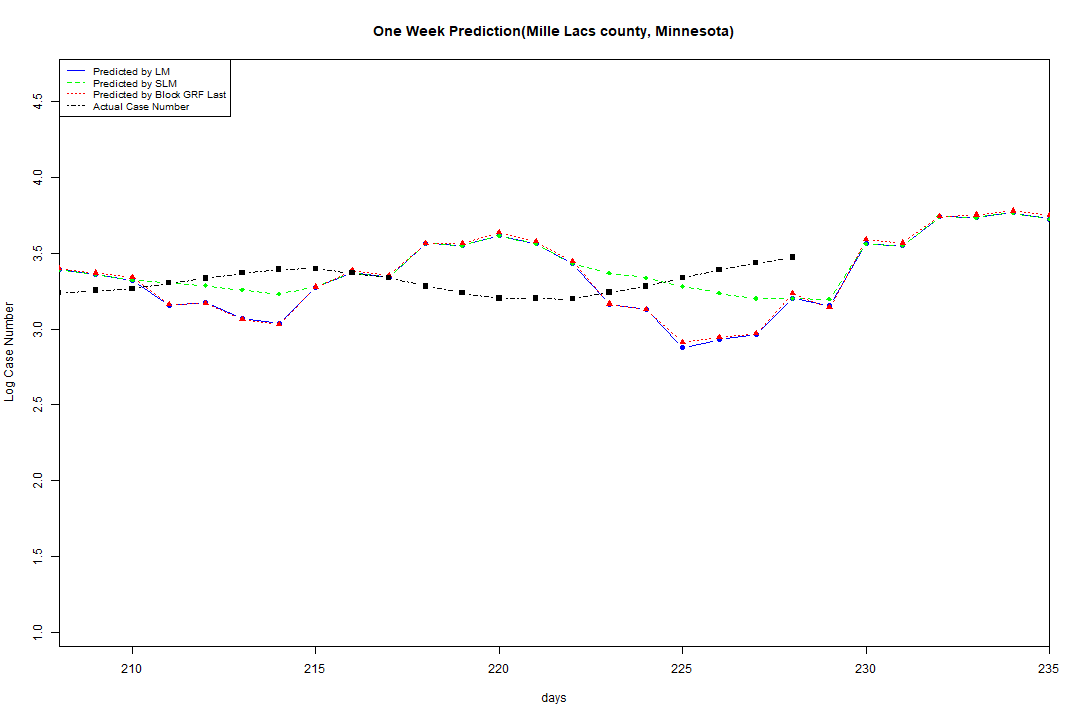 One Week Prediction(Mille Lacs county, Minnesota)
Predicted by LM
Predicted by SLM
Predicted by Block GRF Last
Actual Case Number
4.5
4.0
3.5
3.0
2.5
2.0
1.5
1.0
Log Case Number
210 215 220 225 230 235
days